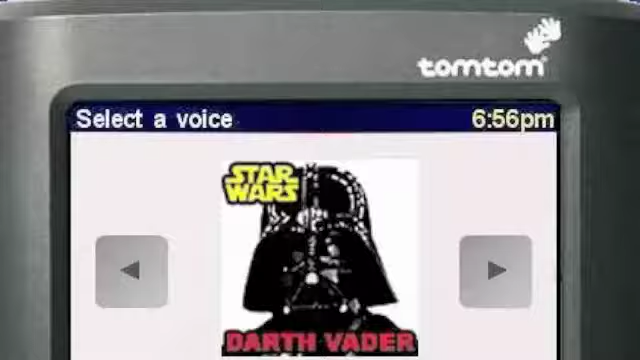 tomtom
Select a voice 6:56pm
STAR
WARS
DARTH VADER